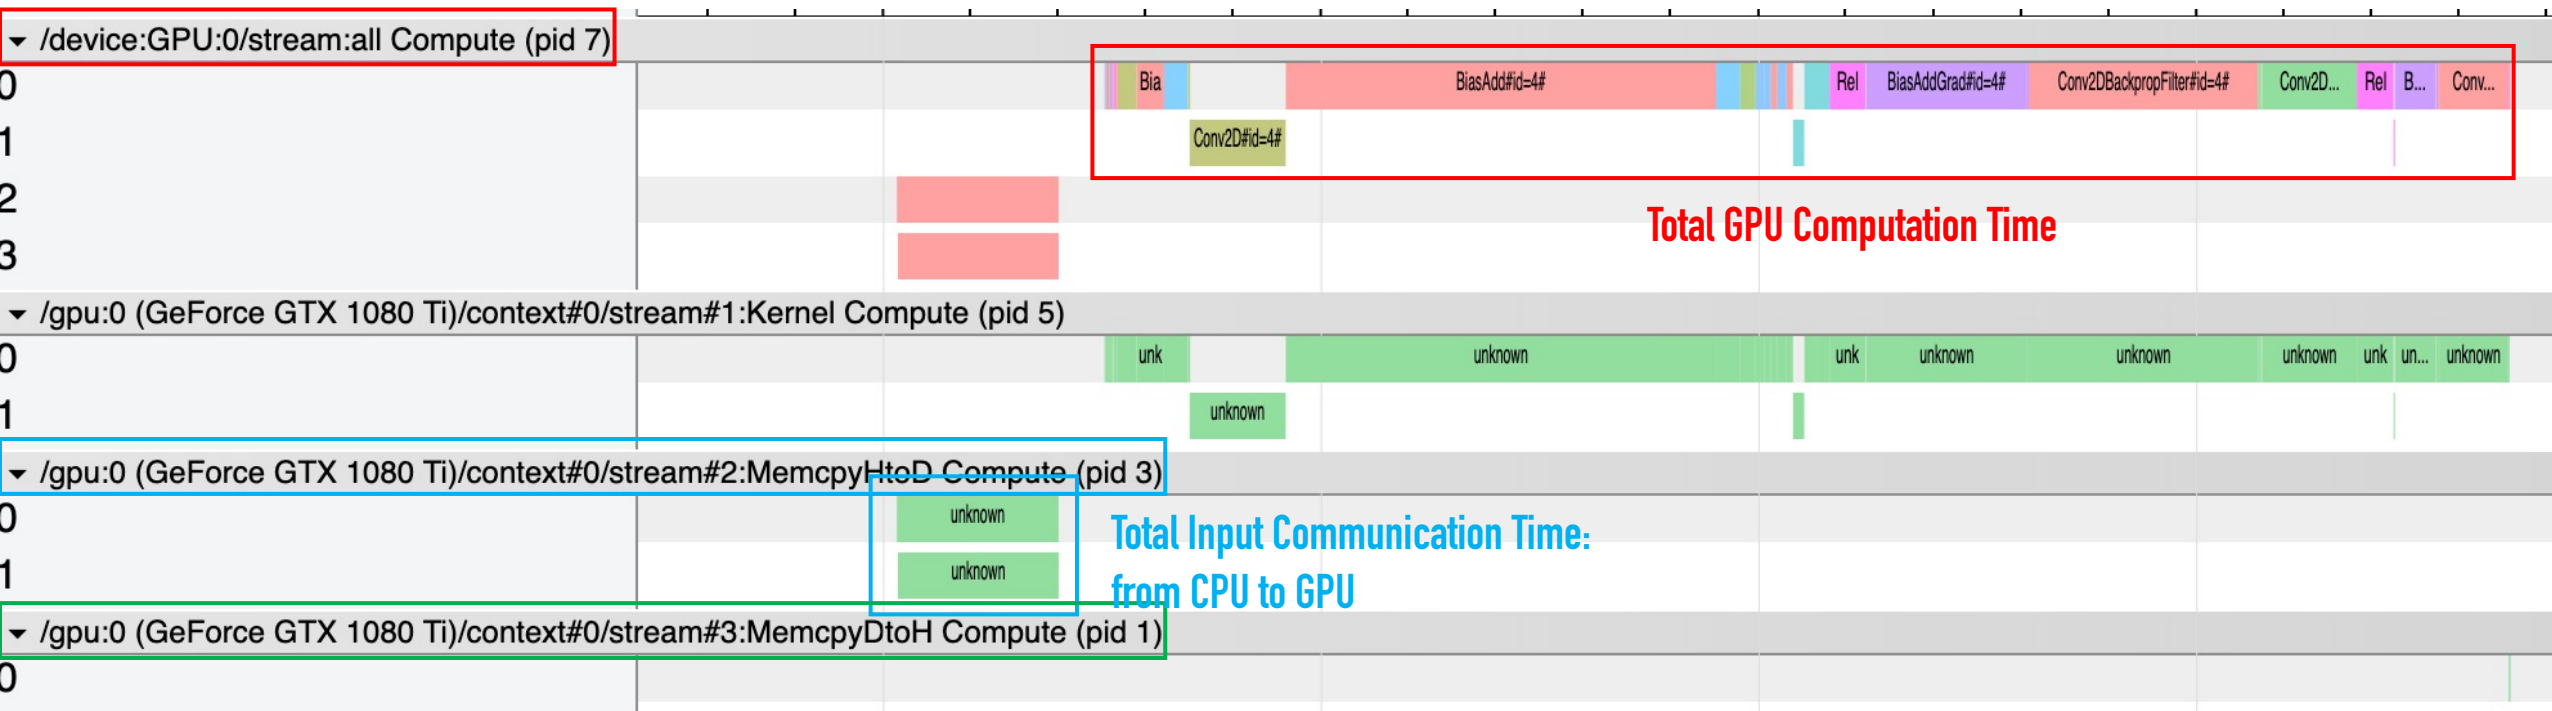 /device:GPU:0/stream:all Compute (pid 7)
0
Bia
BiasAdd#id=4#
Rel
BiasAddGrad#id=4#
Conv2DBackpropFilter#id=4#
Conv2D...
Rel
B...
Conv...
1
Conv2D#id=4#
2
Total GPU Computation Time
3
/gpu:0 (GeForce GTX 1080 Ti)/context#0/stream#1:Kernel Compute (pid 5)
0
unk
unknown
unk
unknown
unknown
unknown
unk
un...
unknown
1
unknown
/gpu:0 (GeForce GTX 1080 Ti)/context#0/stream#2:MemcpyHtoD Compute (pid 3)
0
unknown
Total Input Communication Time:
1
unknown
from CPU to GPU
/gpu:0 (GeForce GTX 1080 Ti)/context#0/stream#3:MemcpyDtoH Compute (pid 1)
0